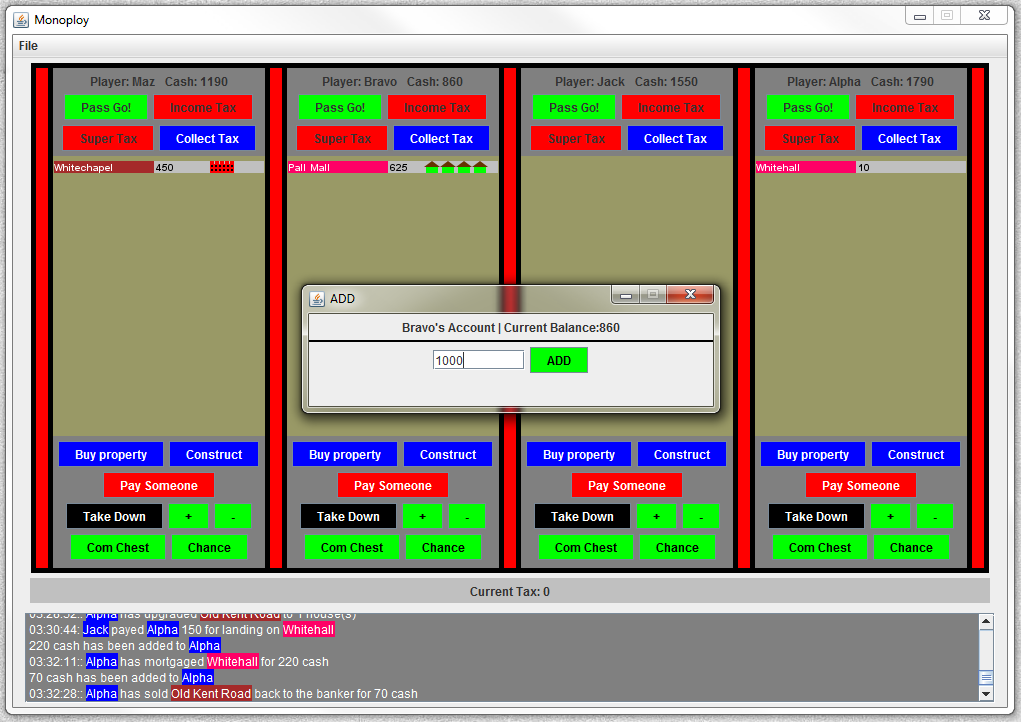 Monoploy
File
Player: Maz Cash: 1190
Pass Go! Income Tax
Super Tax Collect Tax
Whitechapel 450
Player: Bravo Cash: 860
Pass Go! Income Tax
Super Tax Collect Tax
Pall Mall 625
Player: Jack Cash: 1550
Pass Go! Income Tax
Super Tax Collect Tax
Player: Alpha Cash: 1790
Pass Go! Income Tax
Super Tax Collect Tax
Whitehall 10
ADD
Bravo's Account | Current Balance:860
1000 ADD
Buy property Construct
Pay Someone
Take Down + -
Com Chest Chance
Buy property Construct
Pay Someone
Take Down + -
Com Chest Chance
Buy property Construct
Pay Someone
Take Down + -
Com Chest Chance
Buy property Construct
Pay Someone
Take Down + -
Com Chest Chance
Current Tax: 0
03:28:52:: Alpha has upgraded Old Kent Road to 1 house(s)
03:30:44: Jack payed Alpha 150 for landing on Whitehall
220 cash has been added to Alpha
03:32:11:: Alpha has mortgaged Whitehall for 220 cash
70 cash has been added to Alpha
03:32:28:: Alpha has sold Old Kent Road back to the banker for 70 cash